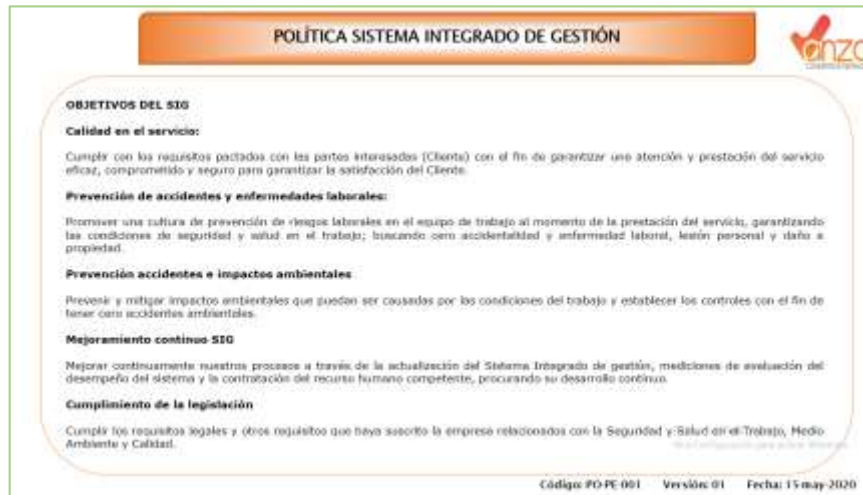 POLÍTICA SISTEMA INTEGRADO DE GESTIÓN
anzo
OBJETIVOS DEL SIG
Calidad en el servicio:
Cumplir con los requisitos pactados con las partes interesadas (Cliente) con el fin de garantizar una atención y prestación del servicio
eficaz, comprometido y seguro para garantizar la satisfacción del Cliente.
Prevención de accidentes y enfermedades laborales:
Promover una cultura de prevención de riesgos laborales en el equipo de trabajo al momento de la prestación del servicio, garantizando
las condiciones de seguridad y salud en el trabajo; buscando cero accidentalidad y enfermedad laboral, lesión personal y daño a
propiedad.
Prevención accidentes e impactos ambientales
Prevenir y mitigar impactos ambientales que puedan ser causadas por las condiciones del trabajo y establecer los controles con el fin de
tener cero accidentes ambientales.
Mejoramiento continuo SIG
Mejorar continuamente nuestros procesos a través de la actualización del Sistema Integrado de gestión, mediciones de evaluación del
desempeño del sistema y la contratación del recurso humano competente, procurando su desarrollo continuo.
Cumplimiento de la legislación
Cumplir los requisitos legales y otros requisitos que haya suscrito la empresa relacionados con la Seguridad y Salud en el Trabajo, Medio
Ambiente y Calidad.
Código: PO-PE-001 Versión: 01 Fecha: 15-may-2020